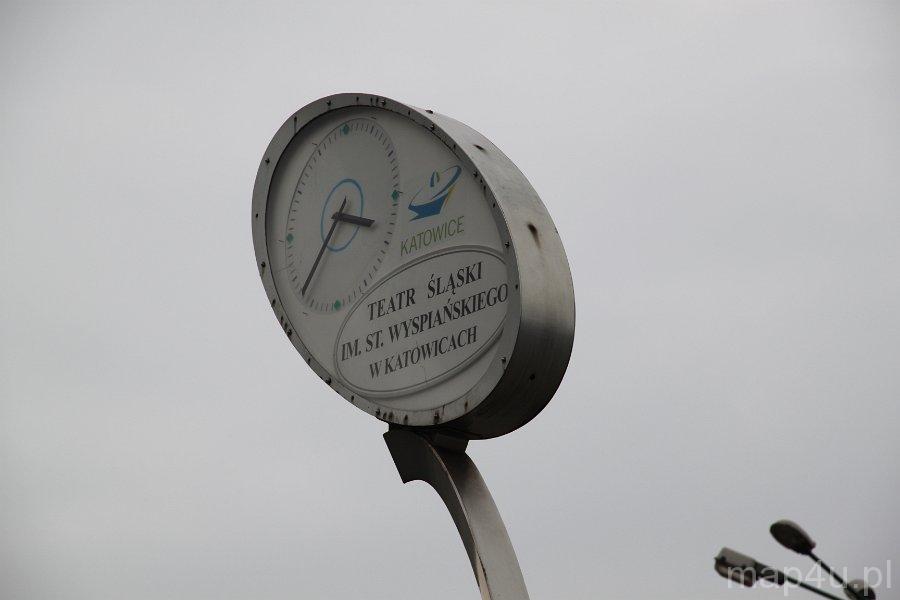 KATOWICE
TEATR ŚLĄSKI
IM. ST. WYSPIAŃSKIEGO
W KATOWICACH
map4u.pl